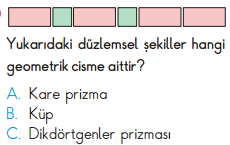 Yukarıdaki düzlemsel şekiller hangi
geometrik cisme aittir?
A. Kare prizma
B. Küp
C. Dikdörtgenler prizması